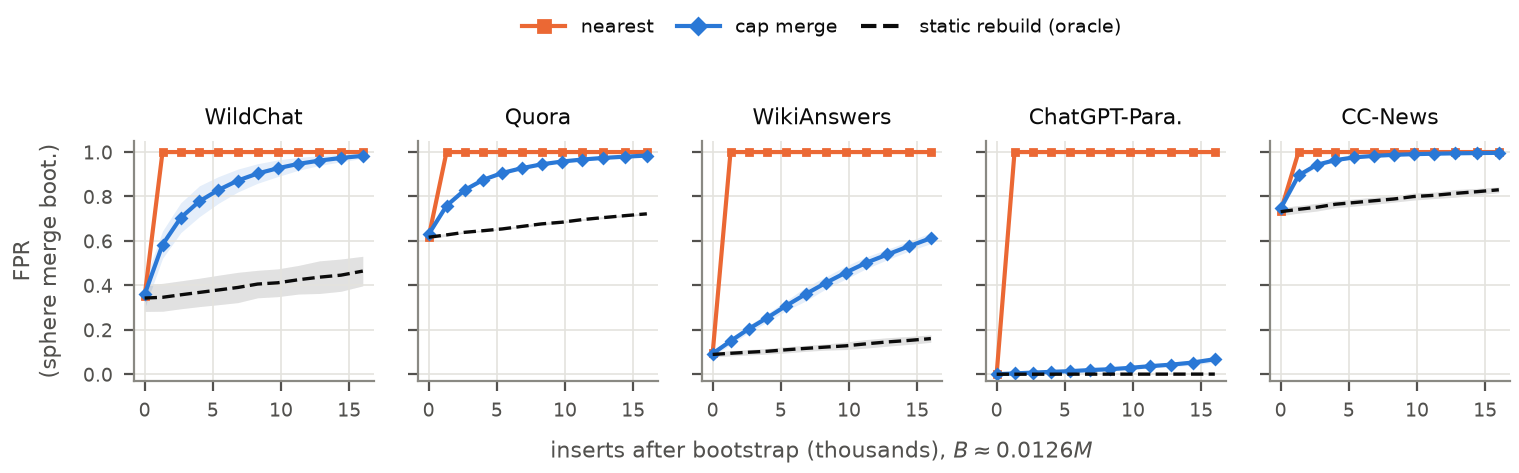 nearest cap merge static rebuild (oracle)
WildChat Quora WikiAnswers ChatGPT-Para. CC-News
FPR
(sphere merge boot.)
1.0
0.8
0.6
0.4
0.2
0.0
0 5 10 15 0 5 10 15 0 5 10 15 0 5 10 15 0 5 10 15
inserts after bootstrap (thousands), B ≈ 0.0126M